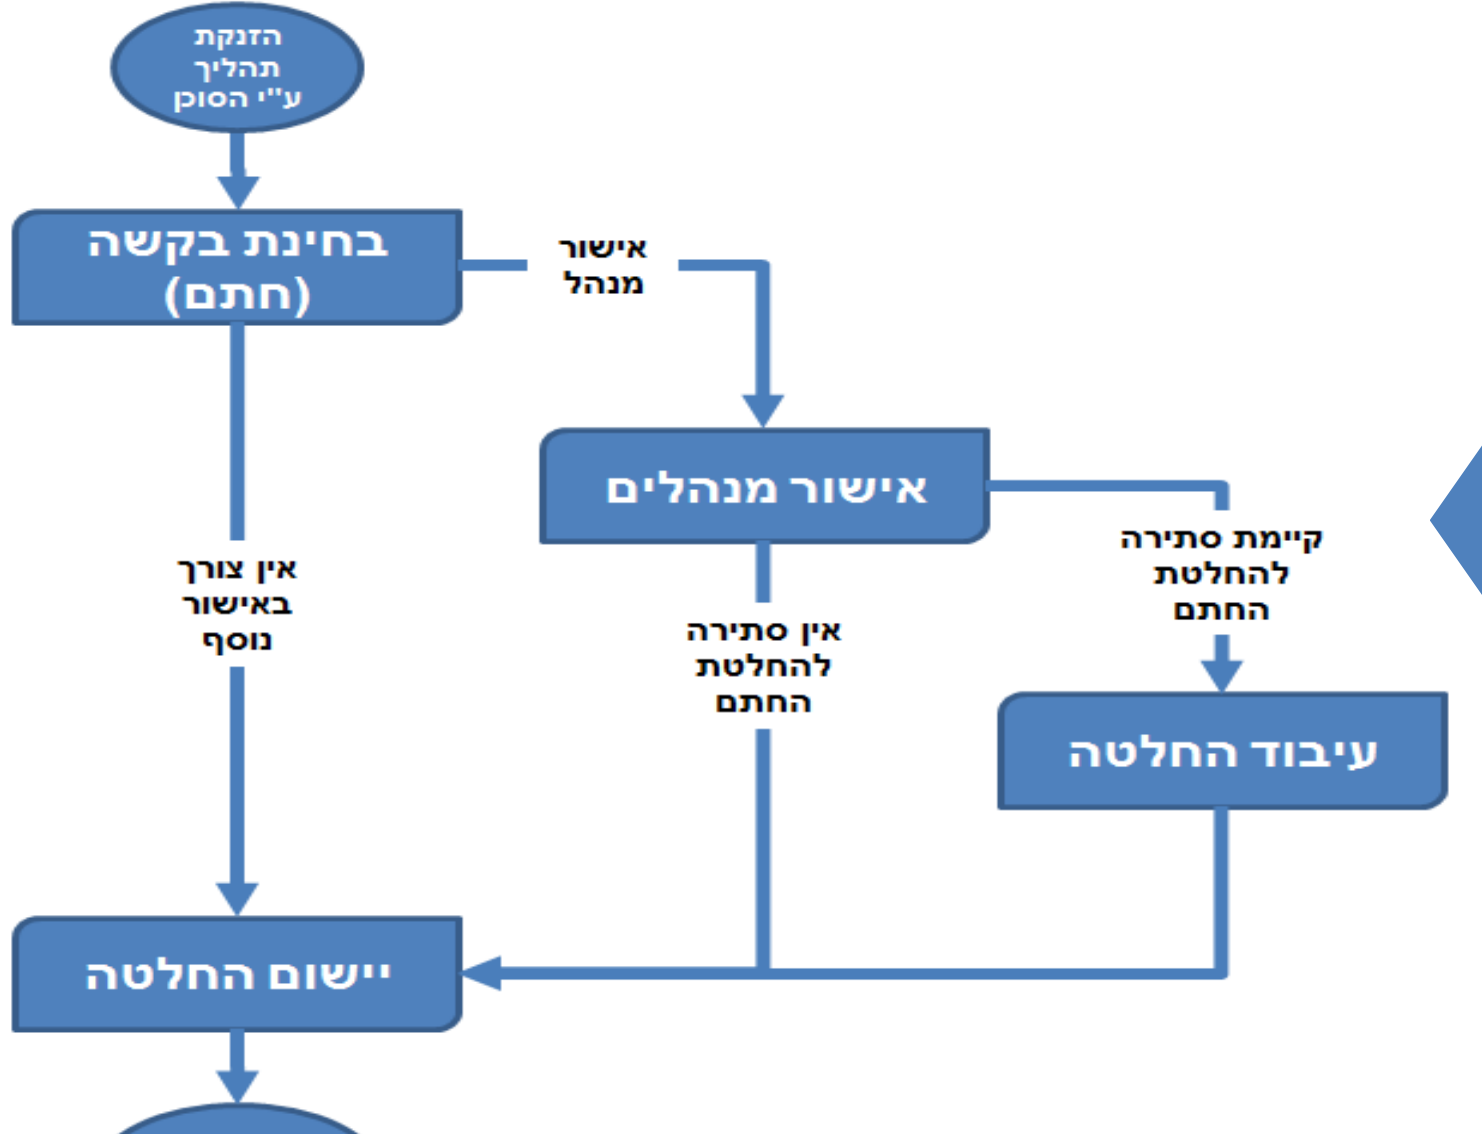 הזנקת
תהליך
ע"י הסוכן
בחינת בקשה
(חתם)
אישור
מנהל
אישור מנהלים
קיימת סתירה
להחלטת
החתם
אין צורך
באישור
נוסף
אין סתירה
להחלטת
החתם
עיבוד החלטה
יישום החלטה